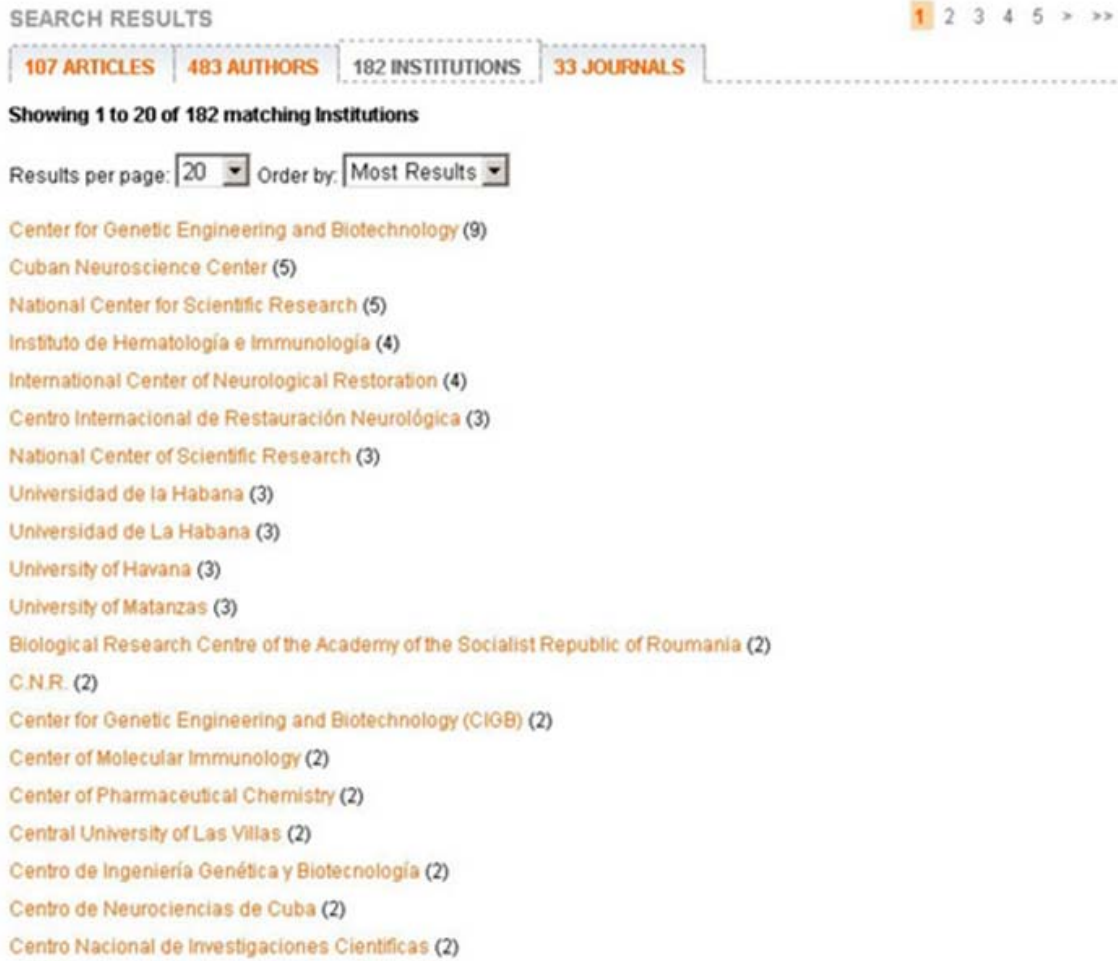 SEARCH RESULTS
1 2 3 4 5 > >>
107 ARTICLES 483 AUTHORS 182 INSTITUTIONS 33 JOURNALS
Showing 1 to 20 of 182 matching Institutions
Results per page: 20 Order by: Most Results
Center for Genetic Engineering and Biotechnology (9)
Cuban Neuroscience Center (5)
National Center for Scientific Research (5)
Instituto de Hematología e Immunología (4)
International Center of Neurological Restoration (4)
Centro Internacional de Restauración Neurológica (3)
National Center of Scientific Research (3)
Universidad de la Habana (3)
Universidad de La Habana (3)
University of Havana (3)
University of Matanzas (3)
Biological Research Centre of the Academy of the Socialist Republic of Roumania (2)
C.N.R. (2)
Center for Genetic Engineering and Biotechnology (CIGB) (2)
Center of Molecular Immunology (2)
Center of Pharmaceutical Chemistry (2)
Central University of Las Villas (2)
Centro de Ingeniería Genética y Biotecnología (2)
Centro de Neurociencias de Cuba (2)
Centro Nacional de Investigaciones Científicas (2)